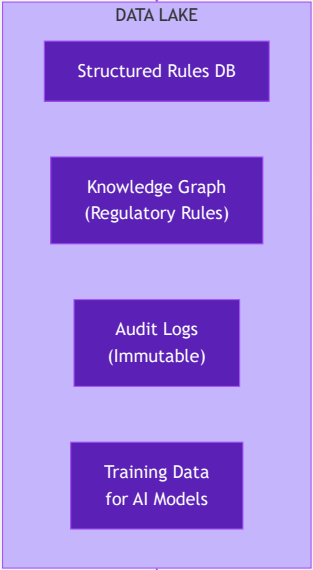 DATA LAKE
Structured Rules DB
Knowledge Graph
(Regulatory Rules)
Audit Logs
(Immutable)
Training Data
for AI Models